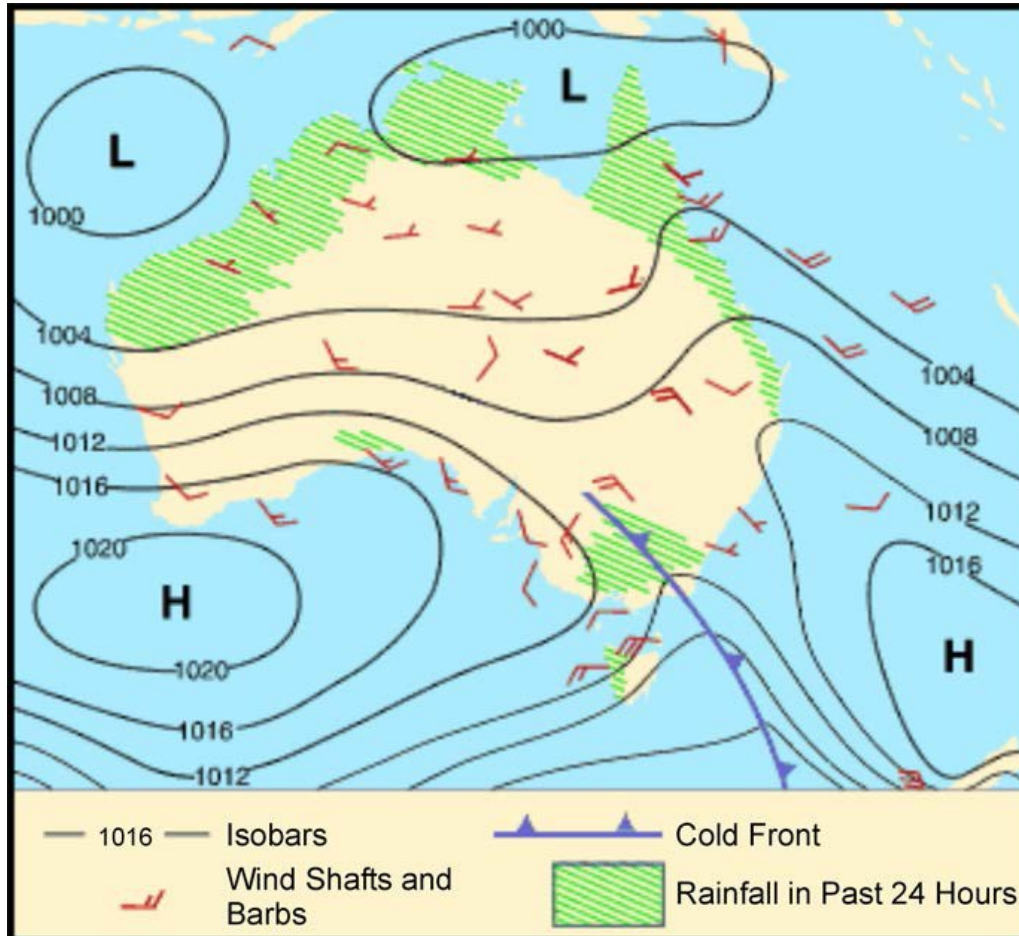 1000
L
L
1000
1004
1004
1008
1008
1012
1012
1016
1020
1016
H
H
1020
1016
1012
1016
Isobars
Cold Front
Wind Shafts and
Barbs
Rainfall in Past 24 Hours